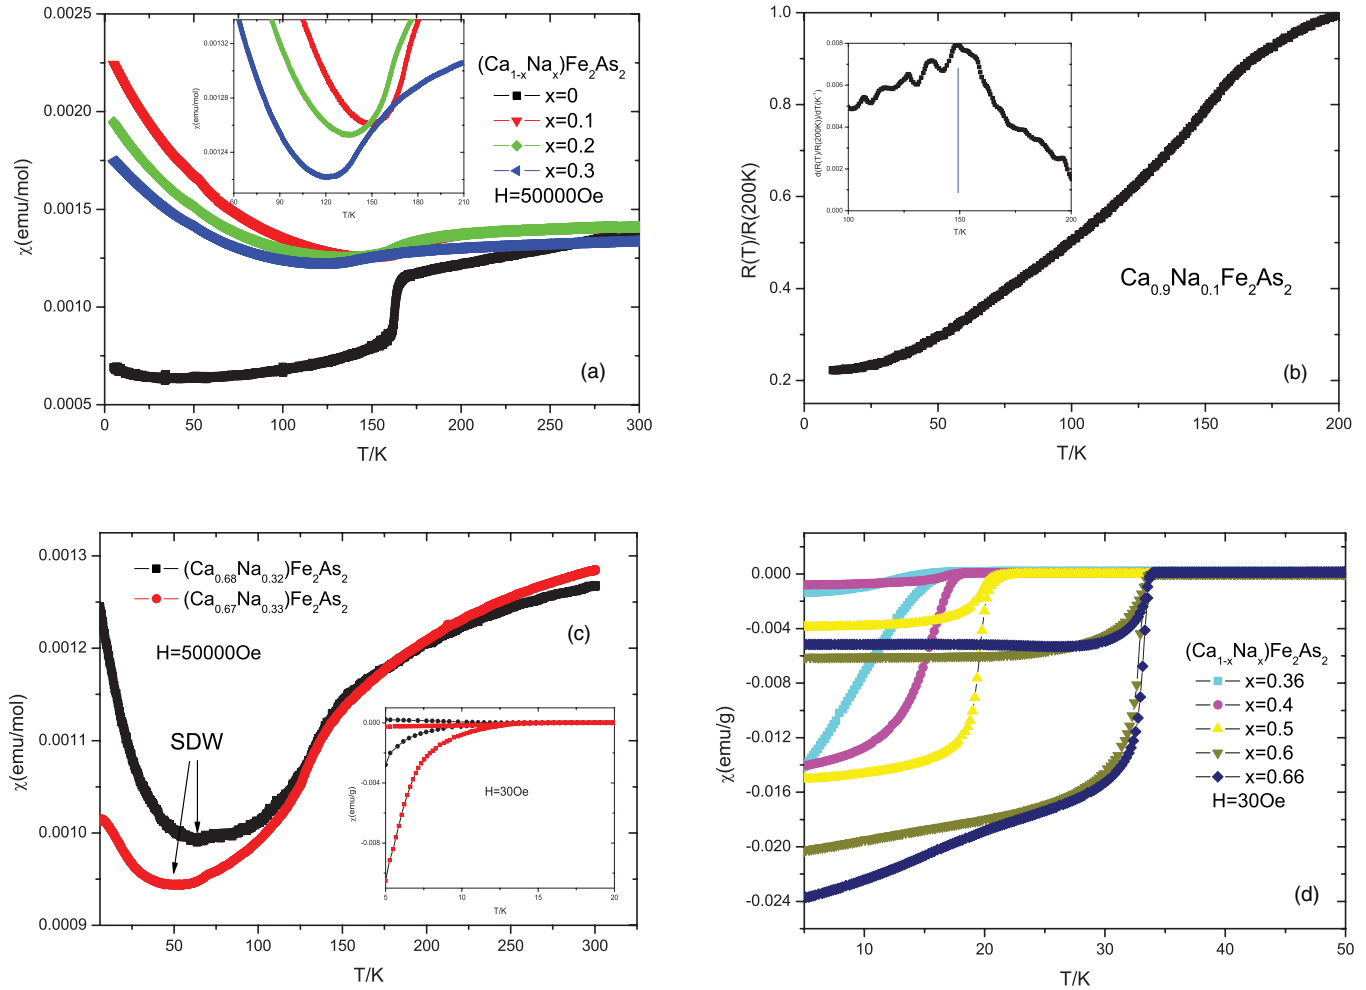 0.0025
0.0020
0.0015
0.0010
0.0005
χ(emu/mol)
0 50 100 150 200 250 300
T/K
(Ca1-xNax)Fe2As2
x=0
x=0.1
x=0.2
x=0.3
H=50000Oe
(a)
0.00132
0.00128
0.00124
χ(emu/mol)
60 90 120 150 180 210
T/K
1.0
0.8
0.6
0.4
0.2
R(T)/R(200K)
0 50 100 150 200
T/K
Ca0.9Na0.1Fe2As2
(b)
0.008
0.006
0.004
0.002
0.000
d(R(T)/R(200K))/dT(K-1)
100 150 200
T/K
0.0013
0.0012
0.0011
0.0010
0.0009
χ(emu/mol)
50 100 150 200 250 300
T/K
(Ca0.68Na0.32)Fe2As2
(Ca0.67Na0.33)Fe2As2
H=50000Oe
(c)
SDW
0.000
-0.004
-0.008
χ(emu/g)
H=30Oe
5 10 15 20
T/K
0.000
-0.004
-0.008
-0.012
-0.016
-0.020
-0.024
χ(emu/g)
10 20 30 40 50
T/K
(Ca1-xNax)Fe2As2
x=0.36
x=0.4
x=0.5
x=0.6
x=0.66
H=30Oe
(d)